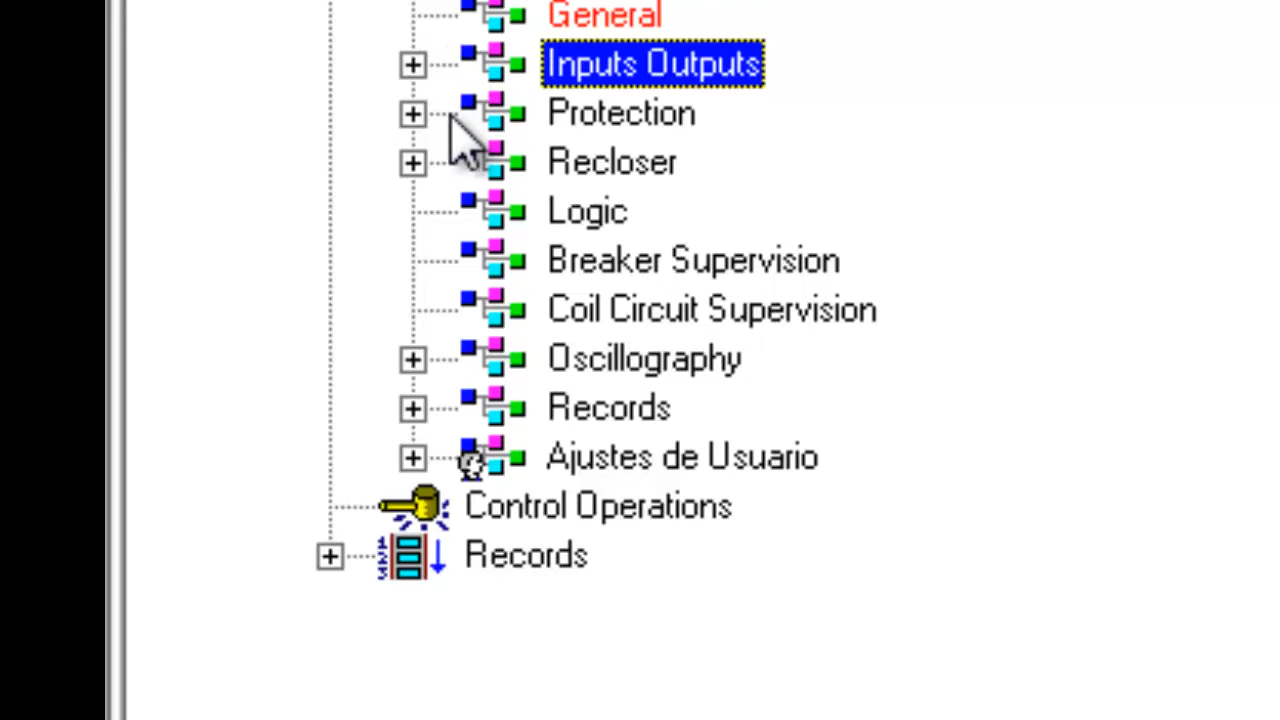 General
Inputs Outputs
Protection
Recloser
Logic
Breaker Supervision
Coil Circuit Supervision
Oscillography
Records
Ajustes de Usuario
Control Operations
Records